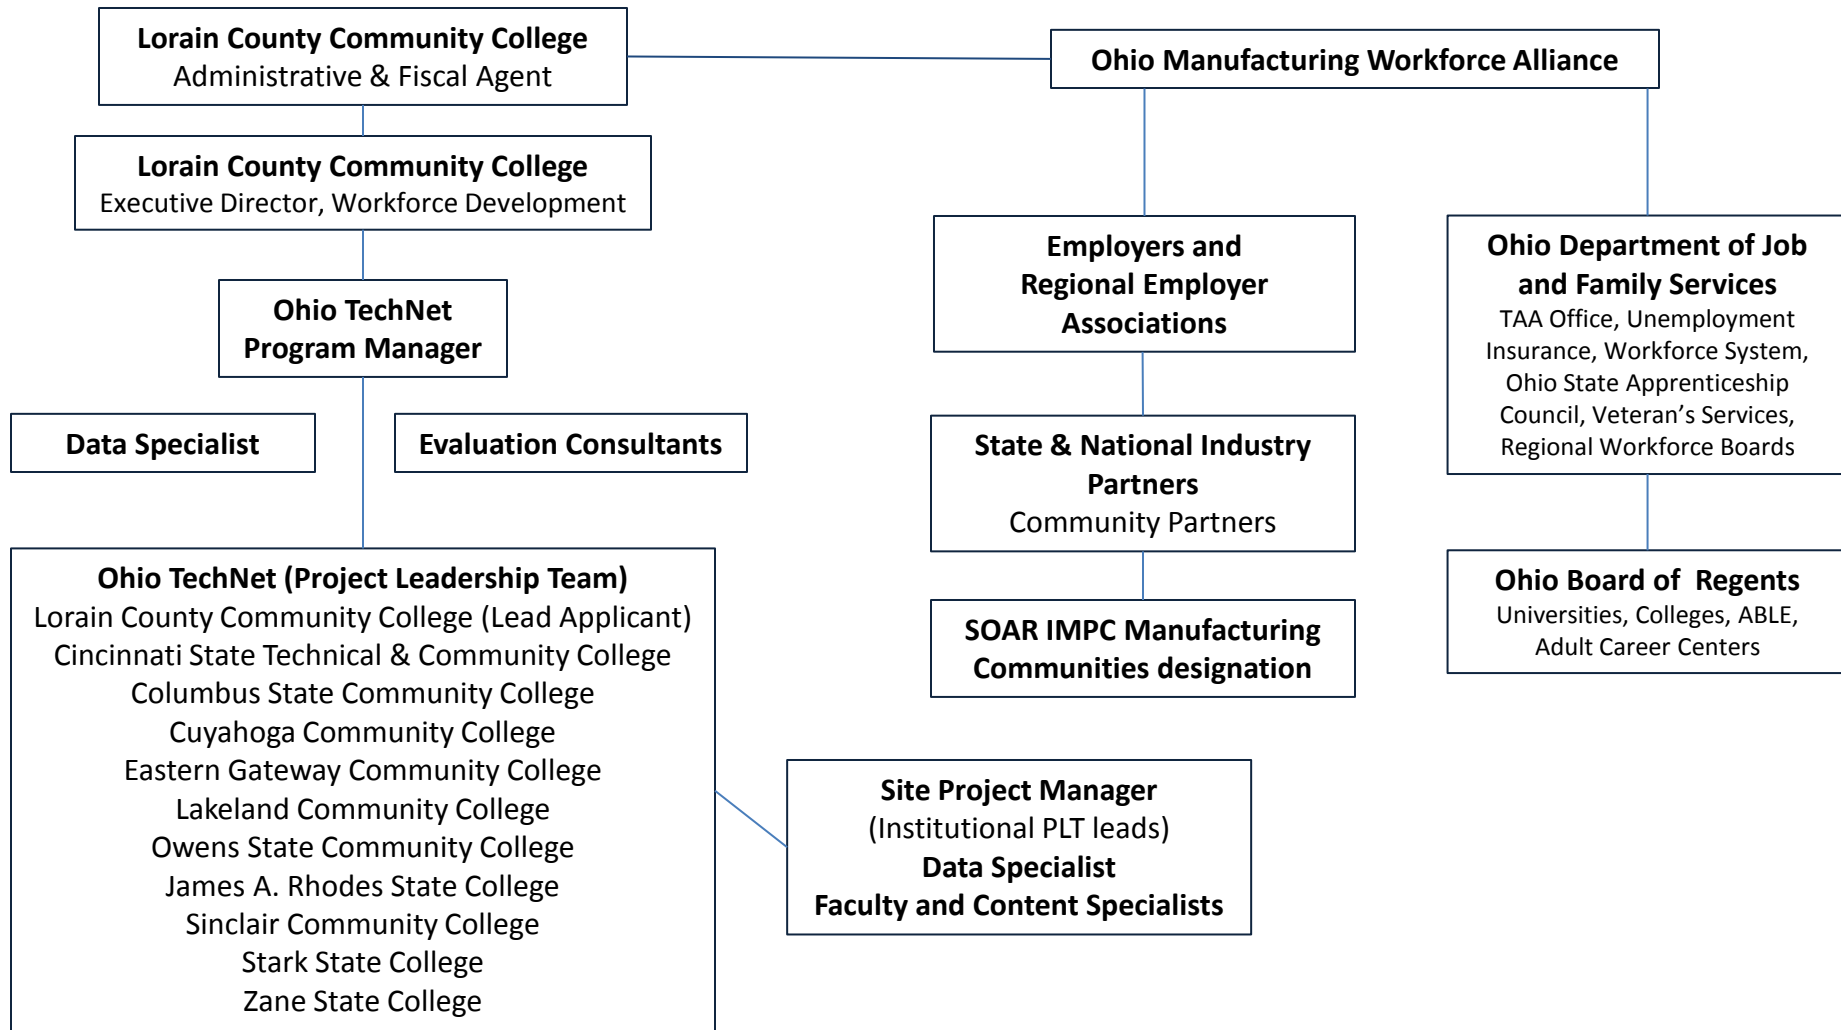 Lorain County Community College
Administrative & Fiscal Agent
Ohio Manufacturing Workforce Alliance
Lorain County Community College
Executive Director, Workforce Development
Ohio TechNet
Program Manager
Data Specialist
Evaluation Consultants
Ohio TechNet (Project Leadership Team)
Lorain County Community College (Lead Applicant)
Cincinnati State Technical & Community College
Columbus State Community College
Cuyahoga Community College
Eastern Gateway Community College
Lakeland Community College
Owens State Community College
James A. Rhodes State College
Sinclair Community College
Stark State College
Zane State College
Site Project Manager
(Institutional PLT leads)
Data Specialist
Faculty and Content Specialists
Employers and
Regional Employer
Associations
State & National Industry
Partners
Community Partners
SOAR IMPC Manufacturing
Communities designation
Ohio Department of Job
and Family Services
TAA Office, Unemployment
Insurance, Workforce System,
Ohio State Apprenticeship
Council, Veteran’s Services,
Regional Workforce Boards
Ohio Board of  Regents
Universities, Colleges, ABLE,
Adult Career Centers